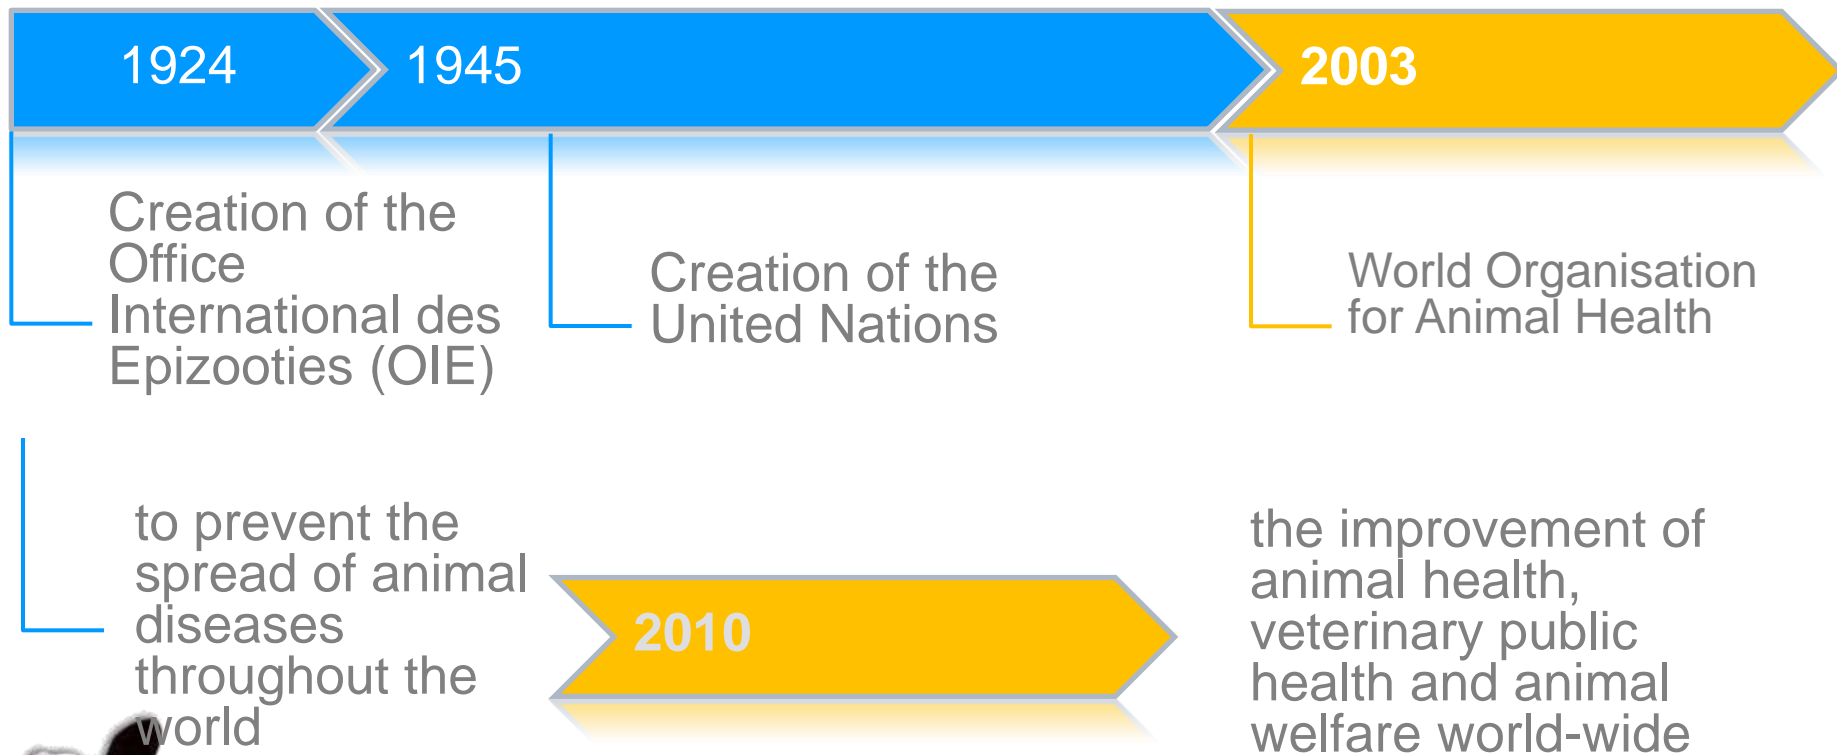 1924
1945
2003
Creation of the
Office
International des
Epizooties (OIE)
Creation of the
United Nations
World Organisation
for Animal Health
to prevent the
spread of animal
diseases
throughout the
world
2010
the improvement of
animal health,
veterinary public
health and animal
welfare world-wide